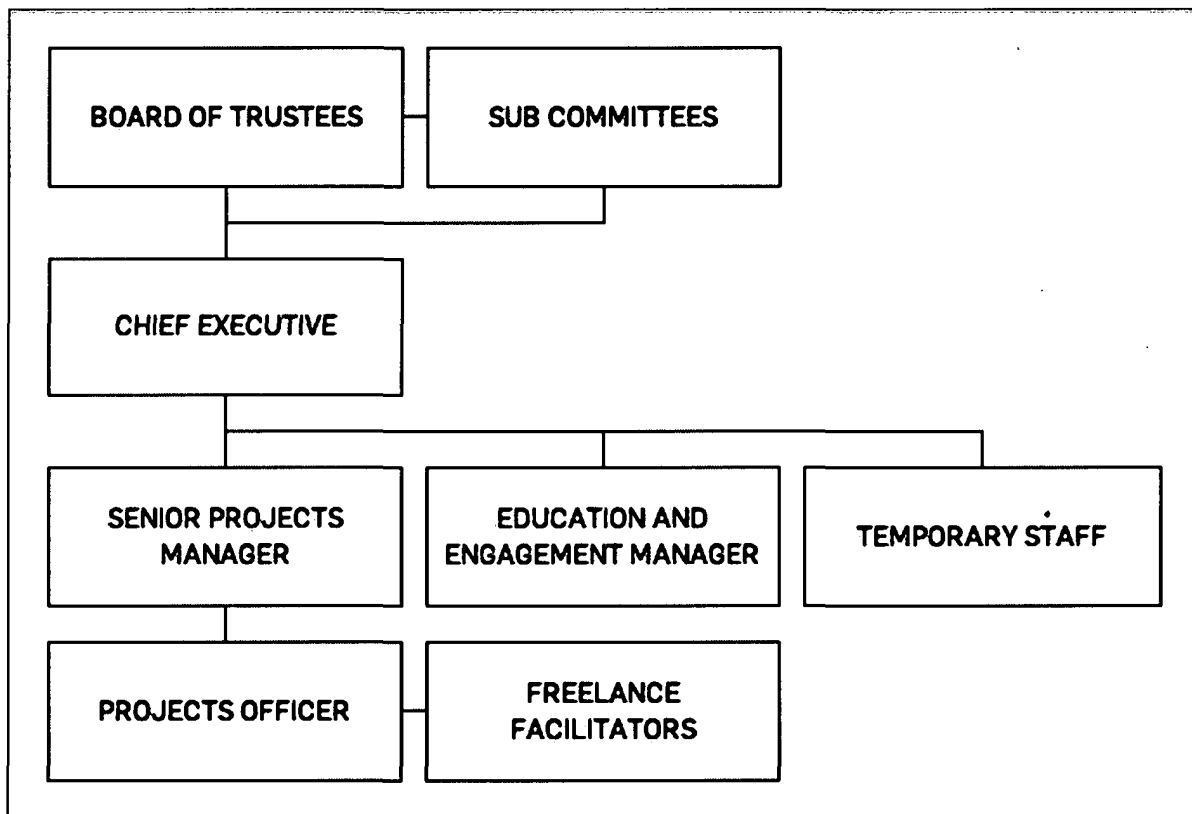 BOARD OF TRUSTEES
SUB COMMITTEES
CHIEF EXECUTIVE
SENIOR PROJECTS
MANAGER
EDUCATION AND
ENGAGEMENT MANAGER
TEMPORARY STAFF
PROJECTS OFFICER
FREELANCE
FACILITATORS